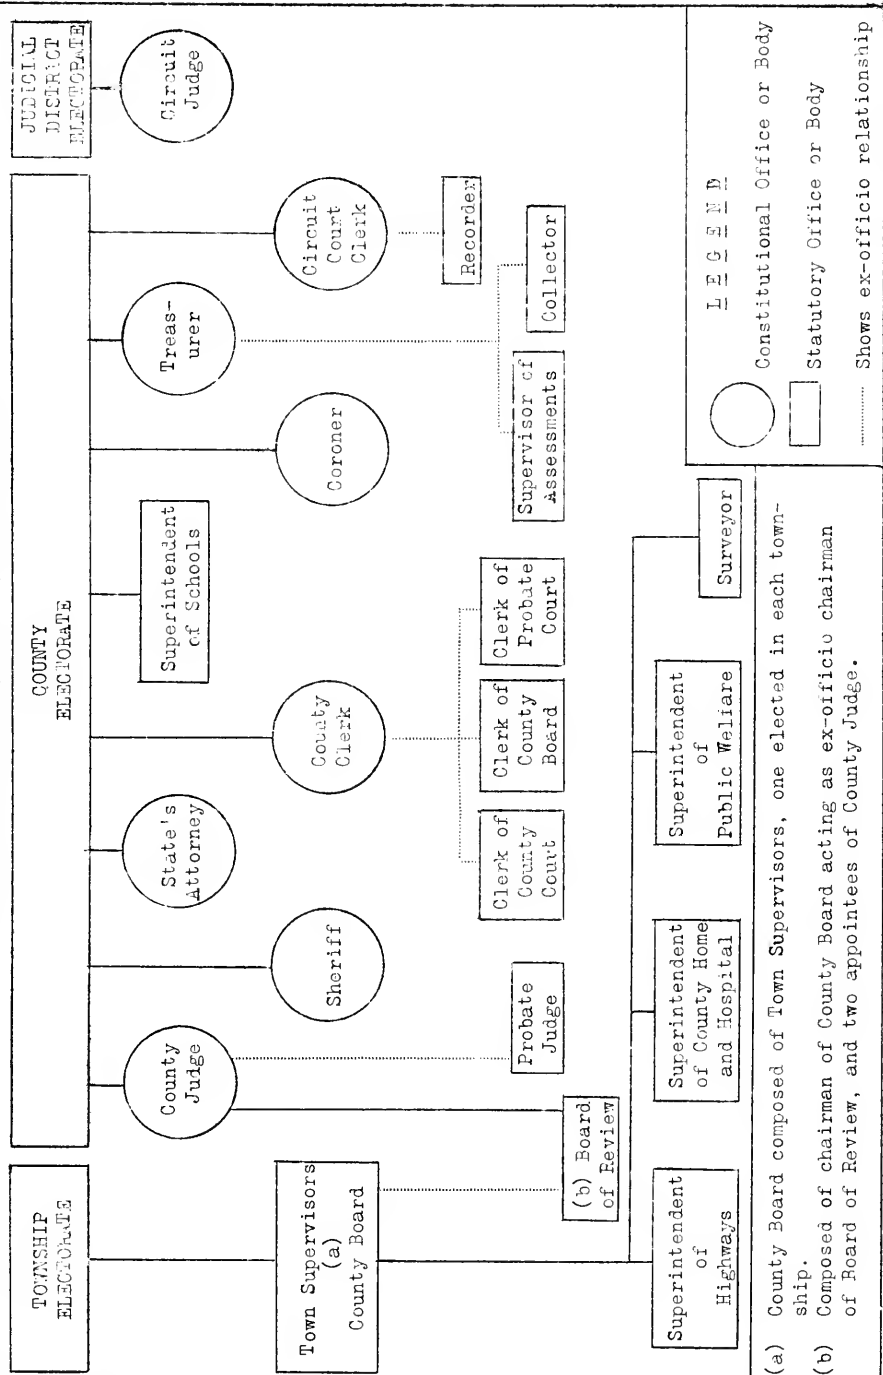 TOWNSHIP
ELECTORATE
COUNTY
ELECTORATE
JUDICIAL
DISTRICT
ELECTORATE
County
Judge
State's
Attorney
Superintendent
of Schools
Treas-
urer
Circuit
Judge
Town Supervisors
(a)
County Board
Sheriff
County
Clerk
Coroner
Circuit
Court
Clerk
Recorder
Probate
Judge
Clerk of
County
Court
Clerk of
County
Board
Clerk of
Probate
Court
Supervisor of
Assessments
Collector
(b) Board
of Review
Superintendent
of
Highways
Superintendent
of County Home
and Hospital
Superintendent
of
Public Welfare
Surveyor
LEGEND
Constitutional Office or Body
Statutory Office or Body
Shows ex-officio relationship
(a) County Board composed of Town Supervisors, one elected in each town-
ship.
(b) Composed of chairman of County Board acting as ex-officio chairman
of Board of Review, and two appointees of County Judge.